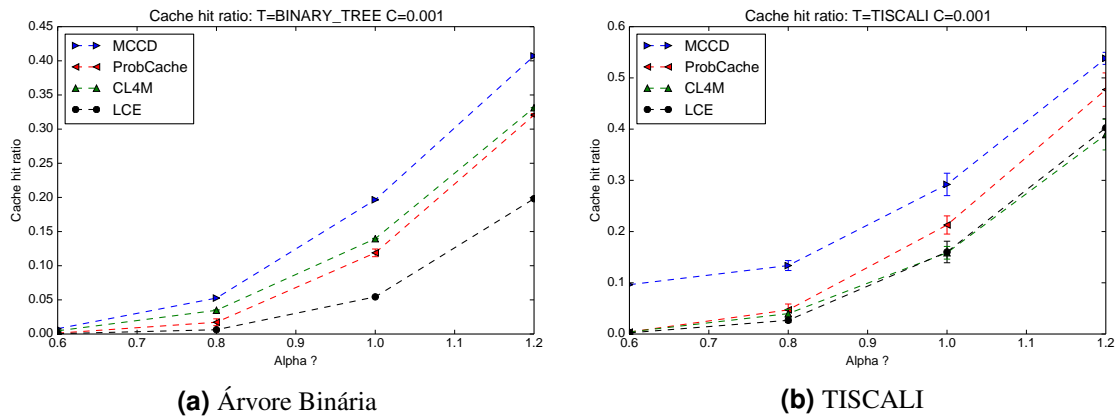 Cache hit ratio: T=BINARY_TREE C=0.001
0.45
0.40
0.35
0.30
0.25
0.20
0.15
0.10
0.05
0.00
Cache hit ratio
MCCD
ProbCache
CL4M
LCE
0.6 0.7 0.8 0.9 1.0 1.1 1.2
Alpha ?
(a) Árvore Binária
Cache hit ratio: T=TISCALI C=0.001
0.6
0.5
0.4
0.3
0.2
0.1
0.0
Cache hit ratio
MCCD
ProbCache
CL4M
LCE
0.6 0.7 0.8 0.9 1.0 1.1 1.2
Alpha ?
(b) TISCALI